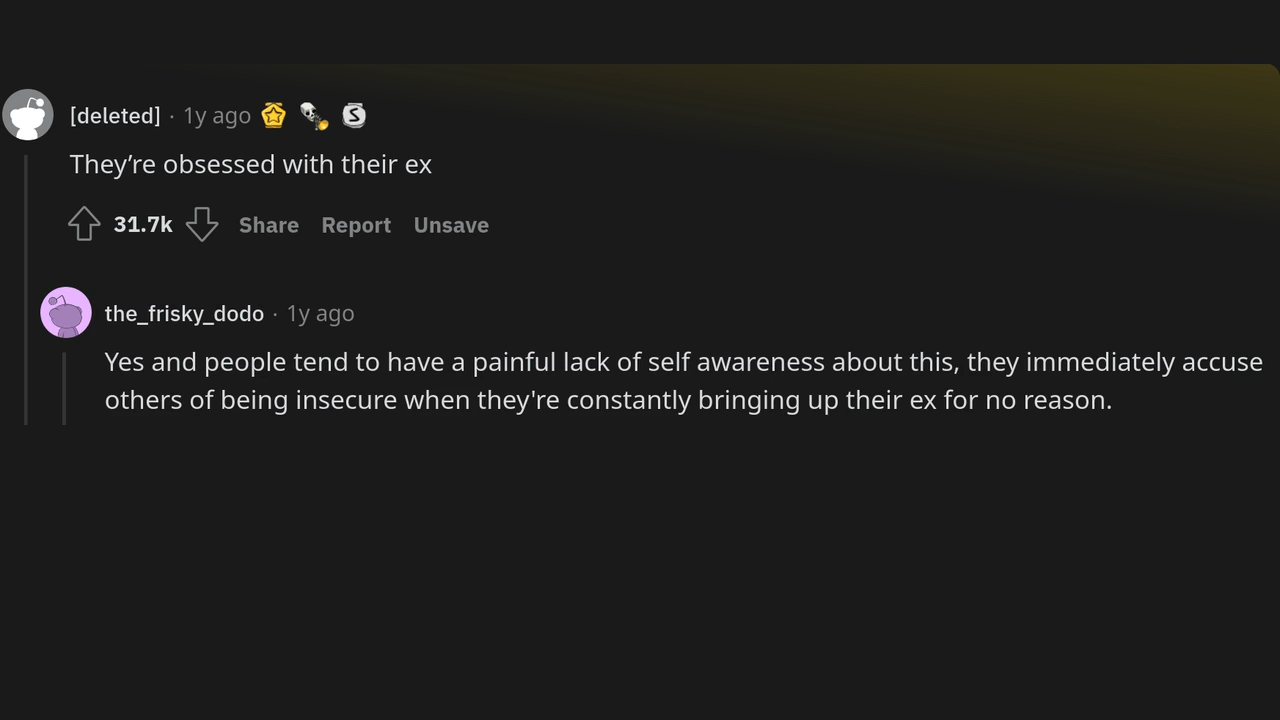 [deleted] · 1y ago
They’re obsessed with their ex
31.7k Share Report Unsave
the_frisky_dodo · 1y ago
Yes and people tend to have a painful lack of self awareness about this, they immediately accuse
others of being insecure when they're constantly bringing up their ex for no reason.